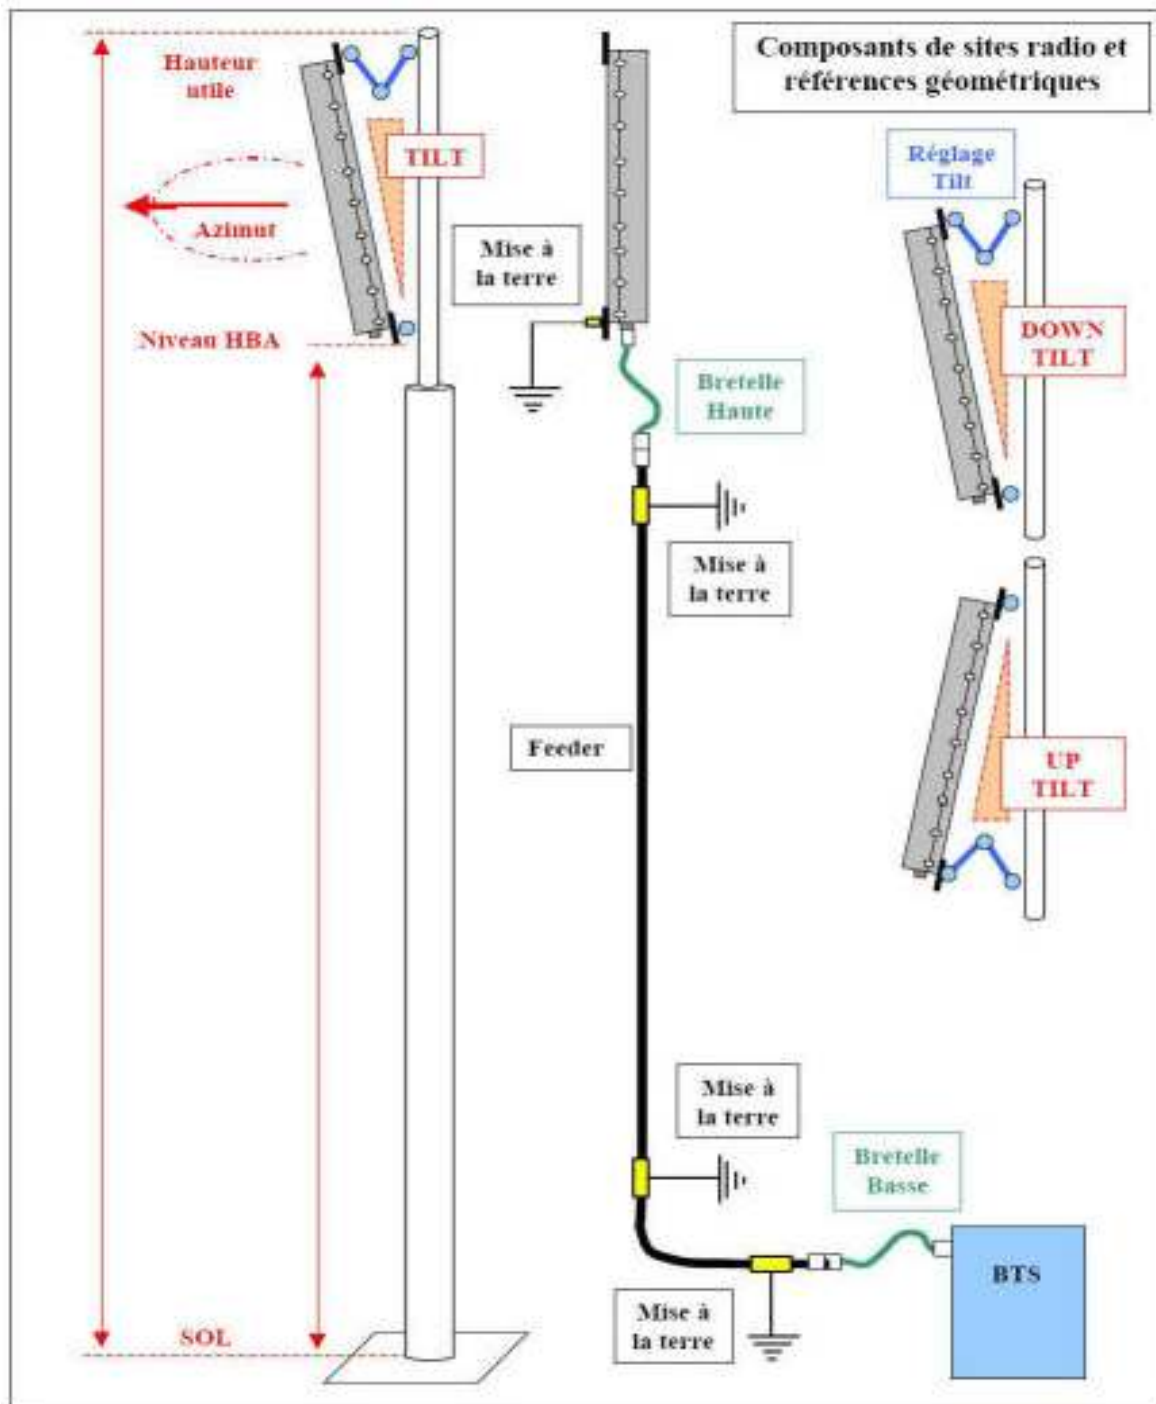 Composants de sites radio et
références géométriques
Hauteur
utile
TILT
Azimut
Niveau HBA
SOL
Mise à
la terre
Bretelle
Haute
Mise à
la terre
Feeder
Mise à
la terre
Bretelle
Basse
BTS
Mise à
la terre
Réglage
Tilt
DOWN
TILT
UP
TILT